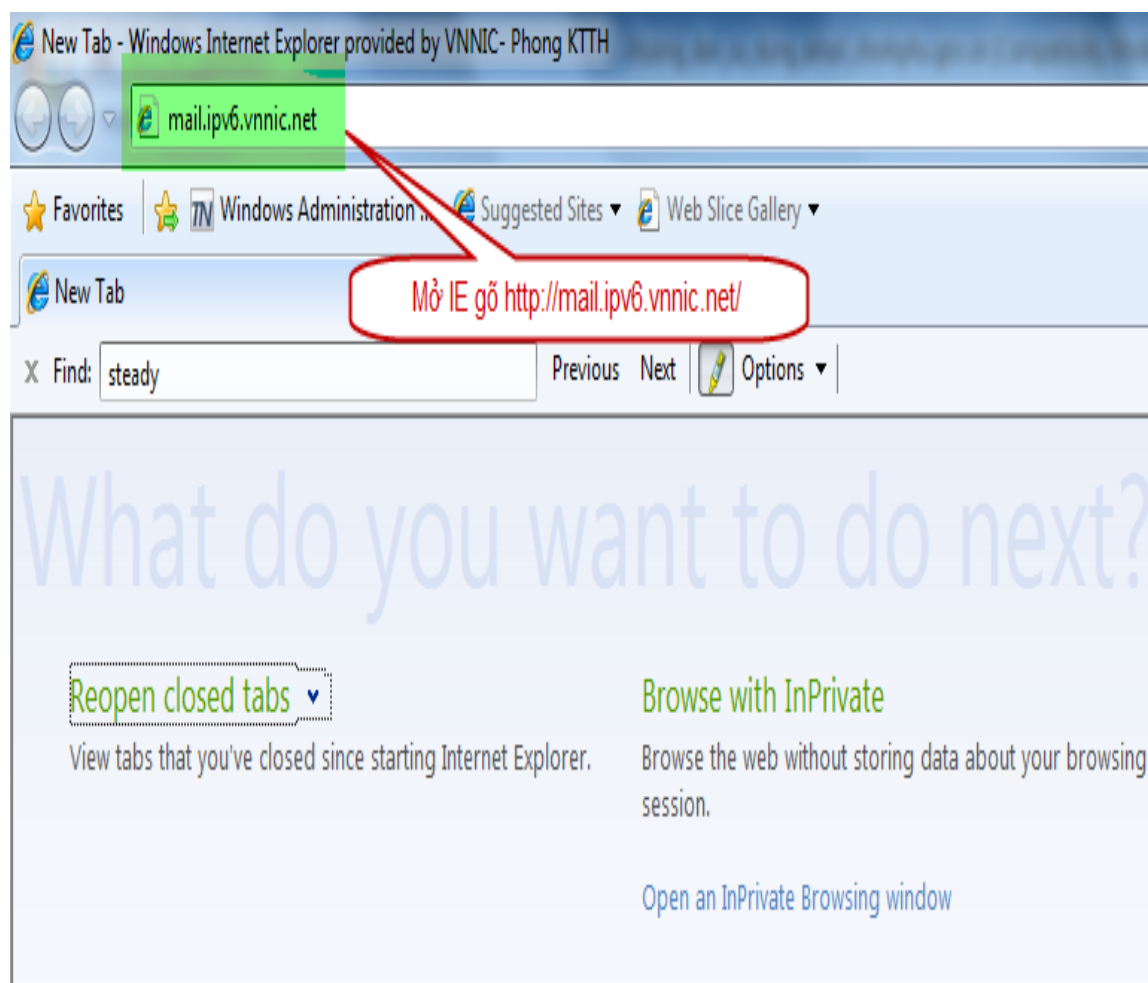 New Tab - Windows Internet Explorer provided by VNNIC- Phong KTTH
mail.ipv6.vnnic.net
Favorites
Windows Administration ...
Suggested Sites
Web Slice Gallery
New Tab
Mở IE gõ http://mail.ipv6.vnnic.net/
x Find: steady Previous Next Options
What do you want to do next?
Reopen closed tabs
View tabs that you've closed since starting Internet Explorer.
Browse with InPrivate
Browse the web without storing data about your browsing
session.
Open an InPrivate Browsing window